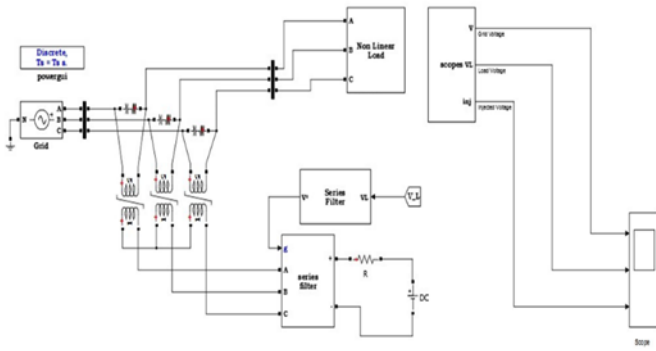 Discrete,
Ts = Ts s.
powergui
N
A
B
C
Grid
A
B
C
Non Linear
Load
V
scopes VL
inj
Grid Voltage
Load Voltage
Injected Voltage
Series
Filter
VL
V_L
g
A
B
C
series
filter
+
-
R
DC
Scope